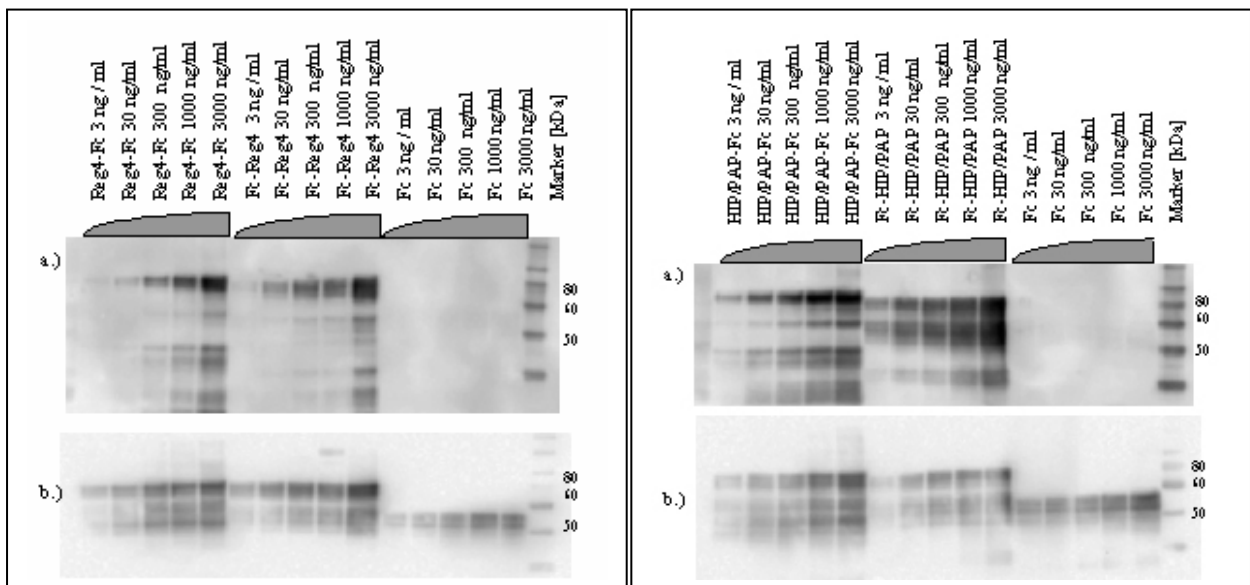 Reg4-Fc 3 ng / ml
Reg4-Fc 30 ng/ml
Reg4-Fc 300 ng/ml
Reg4-Fc 1000 ng/ml
Reg4-Fc 3000 ng/ml
Fc-Reg4 3 ng / ml
Fc-Reg4 30 ng/ml
Fc-Reg4 300 ng/ml
Fc-Reg4 1000 ng/ml
Fc-Reg4 3000 ng/ml
Fc 3 ng / ml
Fc 30 ng/ml
Fc 300 ng/ml
Fc 1000 ng/ml
Fc 3000 ng/ml
Marker [kDa]
a.)
80
60
50
b.)
80
60
50
HIP/PAP-Fc 3 ng / ml
HIP/PAP-Fc 30 ng/ml
HIP/PAP-Fc 300 ng/ml
HIP/PAP-Fc 1000 ng/ml
HIP/PAP-Fc 3000 ng/ml
Fc-HIP/PAP 3 ng / ml
Fc-HIP/PAP 30 ng/ml
Fc-HIP/PAP 300 ng/ml
Fc-HIP/PAP 1000 ng/ml
Fc-HIP/PAP 3000 ng/ml
Fc 3 ng / ml
Fc 30 ng/ml
Fc 300 ng/ml
Fc 1000 ng/ml
Fc 3000 ng/ml
Marker [kDa]
a.)
80
60
50
b.)
80
60
50